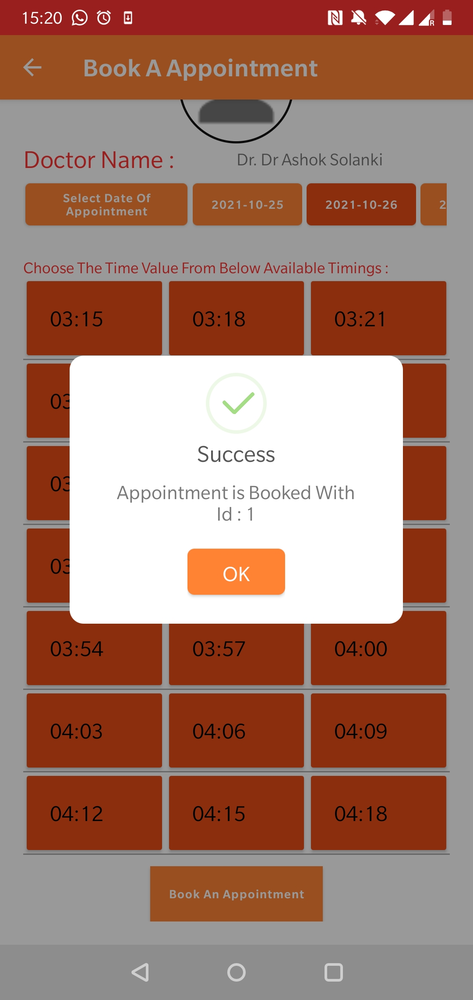 15:20
R
Book A Appointment
Doctor Name :
Dr. Dr Ashok Solanki
Select Date Of
Appointment
2021-10-25
2021-10-26
2
Choose The Time Value From Below Available Timings :
03:15
03:18
03:21
03
03
03
Success
Appointment is Booked With
Id : 1
OK
03:54
03:57
04:00
04:03
04:06
04:09
04:12
04:15
04:18
Book An Appointment